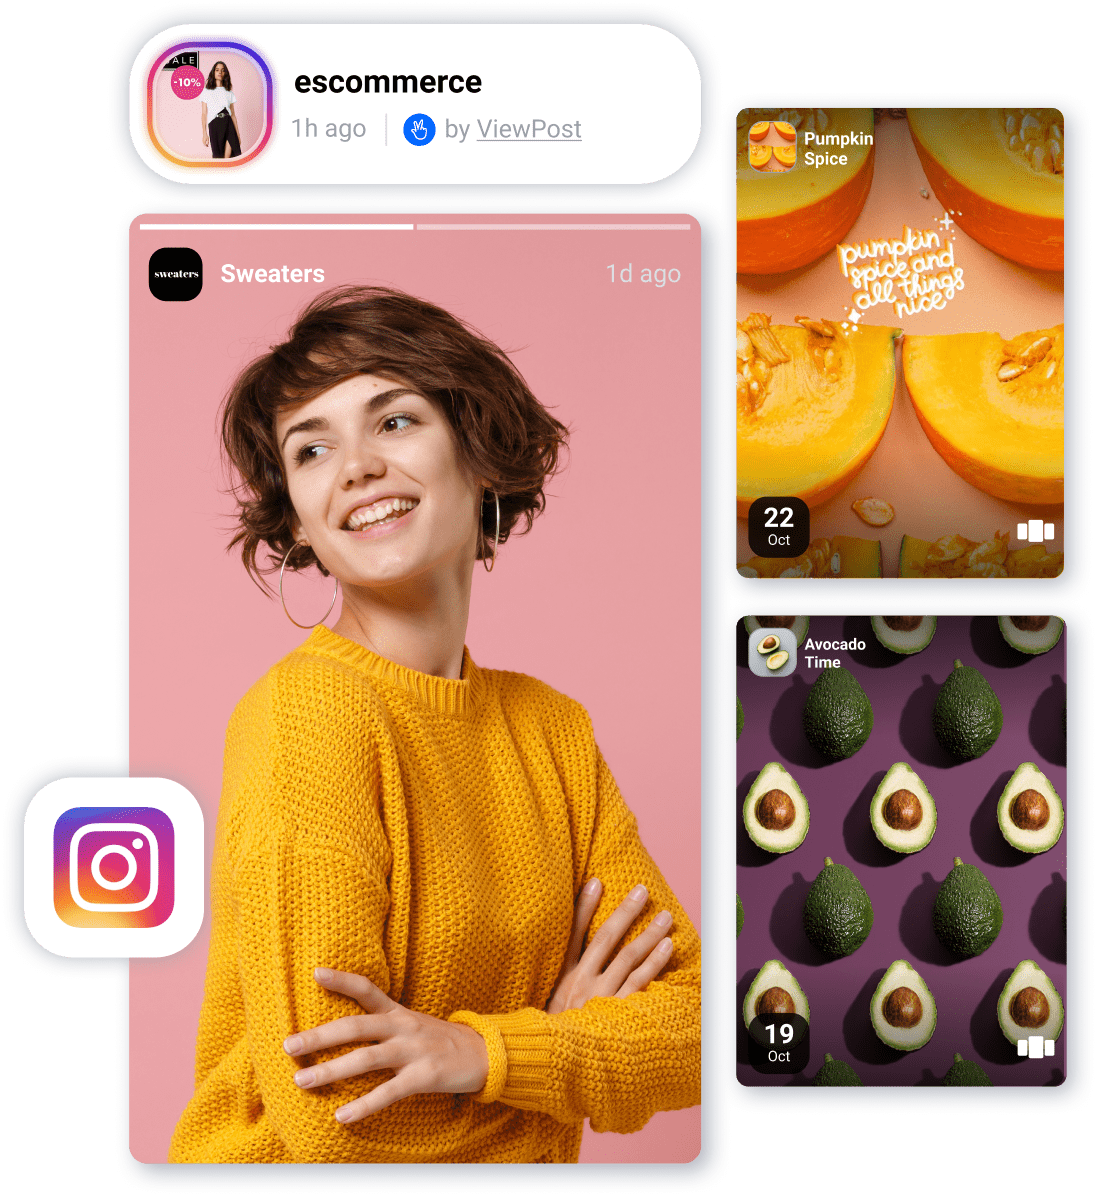 ALE
-10%
escommerce
1h ago
by ViewPost
sweaters
Sweaters
1d ago
Pumpkin
Spice
pumpkin
spice and
all things
nice
22
Oct
Avocado
Time
19
Oct